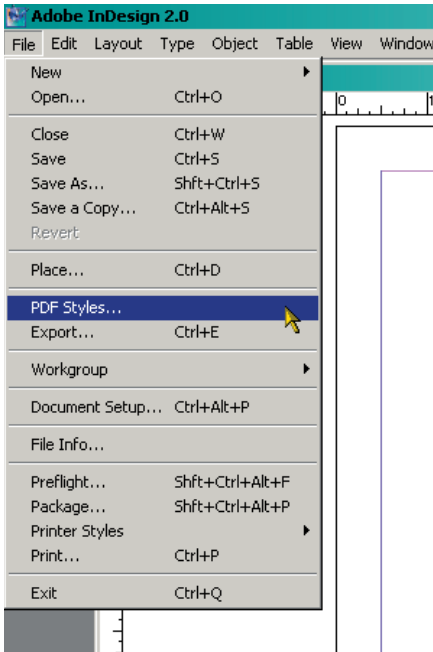 Adobe InDesign 2.0
File Edit Layout Type Object Table View Window
New
Open... Ctrl+O
Close Ctrl+W
Save Ctrl+S
Save As... Shft+Ctrl+S
Save a Copy... Ctrl+Alt+S
Revert
Place... Ctrl+D
PDF Styles...
Export... Ctrl+E
Workgroup
Document Setup... Ctrl+Alt+P
File Info...
Preflight... Shft+Ctrl+Alt+F
Package... Shft+Ctrl+Alt+P
Printer Styles
Print... Ctrl+P
Exit Ctrl+Q
0